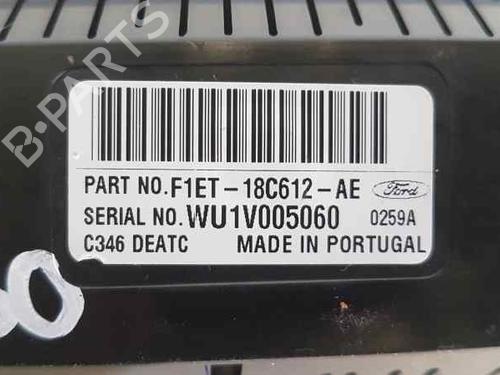 B-PARTS
PART NO. F1ET-18C612-AE Ford
SERIAL NO. WU1V005060 0259A
C346 DEATC MADE IN PORTUGAL